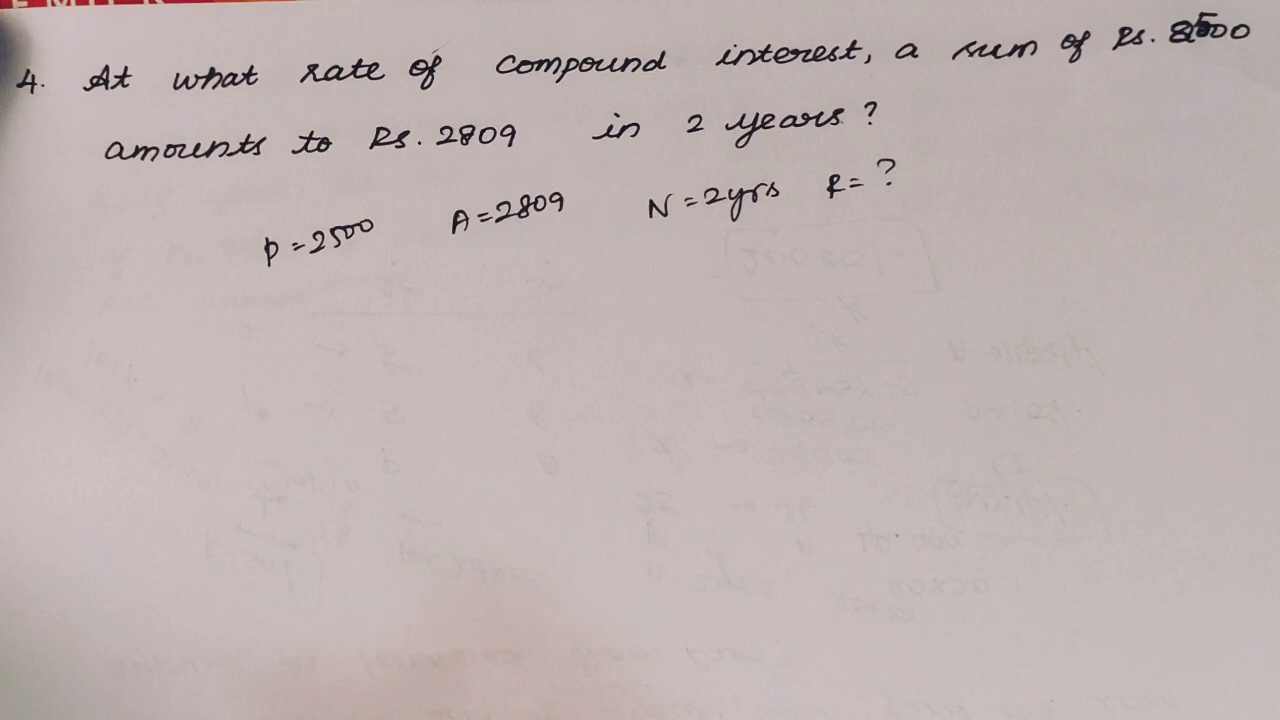 4. At what rate of compound interest, a sum of Rs. 2500
amounts to Rs. 2809 in 2 years?
P=2500 A=2809 N=2yrs R=?